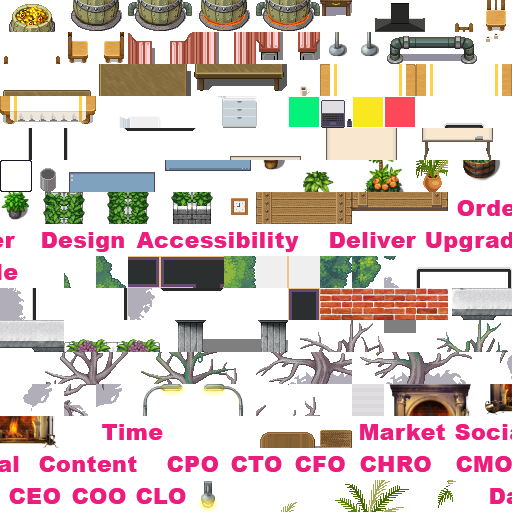 Orde
er Design Accessibility Deliver Upgrad
le
Time Market Socia
al Content CPO CTO CFO CHRO CMO
CEO COO CLO Da